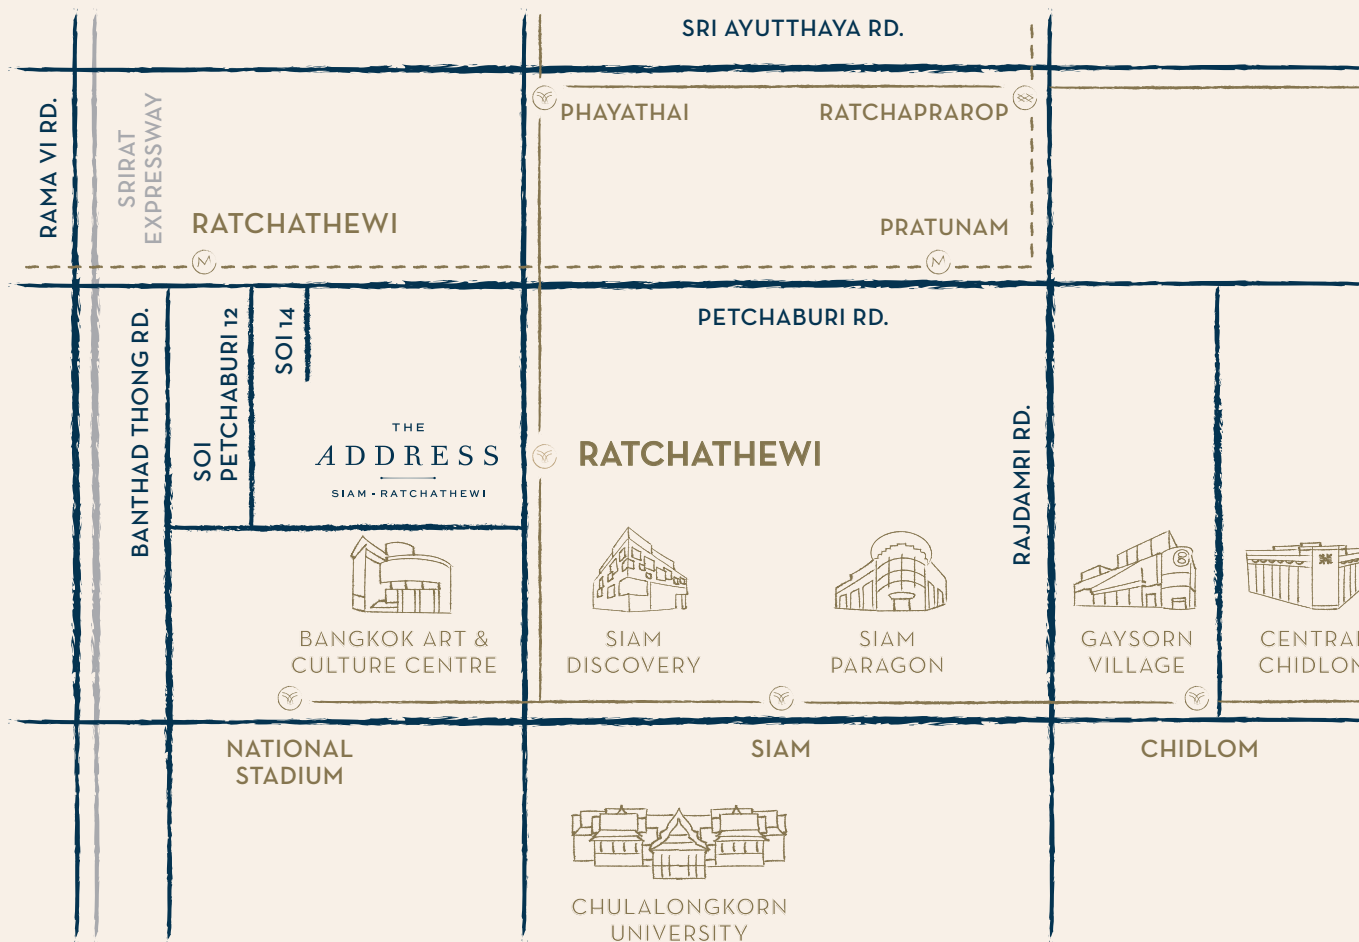 SRI AYUTTHAYA RD.
RAMA VI RD.
SRIRAT
EXPRESSWAY
PHAYATHAI
RATCHAPRAROP
RATCHATHEWI
PRATUNAM
PETCHABURI RD.
BANTHAD THONG RD.
SOI
PETCHABURI 12
SOI 14
THE
ADDRESS
SIAM-RATCHATHEWI
RATCHATHEWI
RAJDAMRI RD.
BANGKOK ART &
CULTURE CENTRE
SIAM
DISCOVERY
SIAM
PARAGON
GAYSORN
VILLAGE
CENTRAL
CHIDLOM
NATIONAL
STADIUM
SIAM
CHIDLOM
CHULALONGKORN
UNIVERSITY